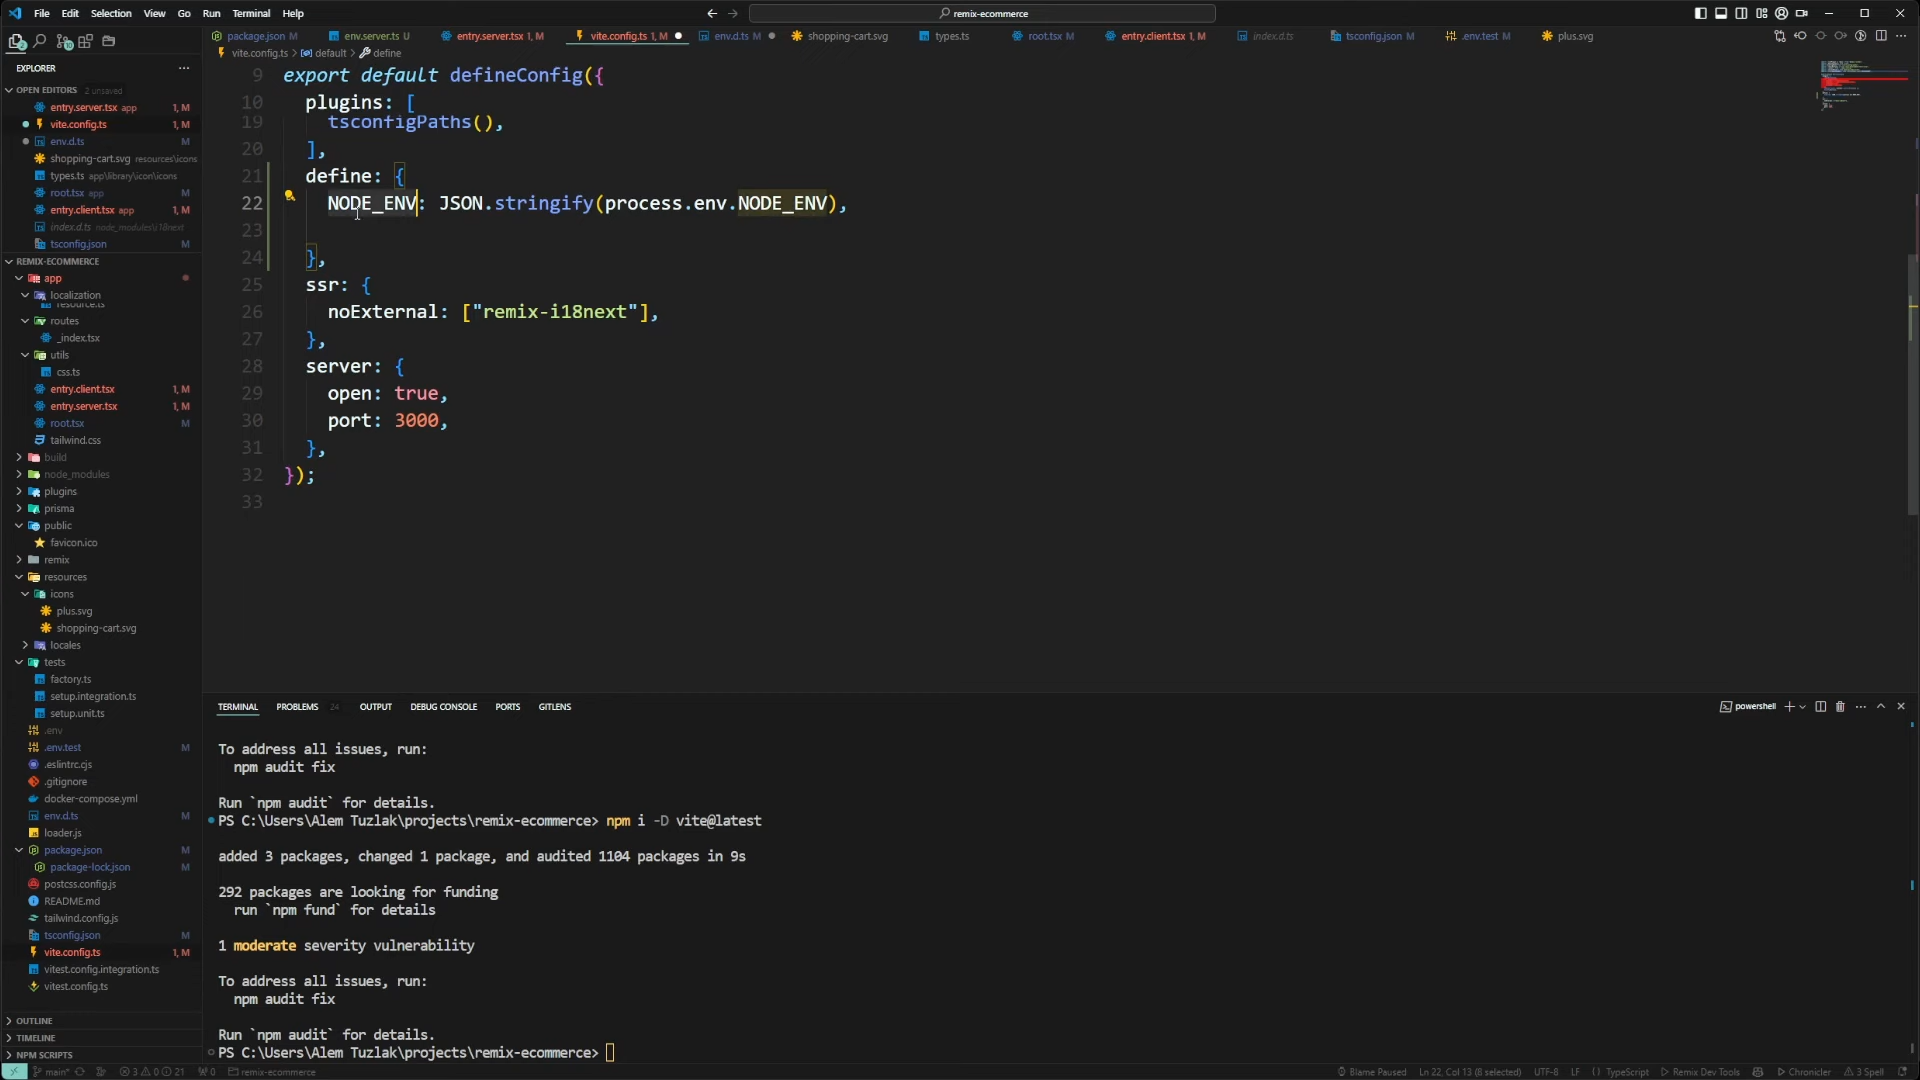 File Edit Selection View Go Run Terminal Help
remix-ecommerce
EXPLORER
package.json M
env.server.ts U
entry.server.tsx 1, M
vite.config.ts 1, M
env.d.ts M
shopping-cart.svg
types.ts
root.tsx M
entry.client.tsx 1, M
index.d.ts
tsconfig.json M
.env.test M
plus.svg
vite.config.ts > default > define
OPEN EDITORS 2 unsaved
entry.server.tsx app 1, M
vite.config.ts 1, M
env.d.ts M
shopping-cart.svg resources\icons
types.ts app\library\icon\icons
root.tsx app M
entry.client.tsx app 1, M
index.d.ts node_modules\i18next
tsconfig.json M
REMIX-ECOMMERCE
app
localization
resource.ts
routes
_index.tsx
utils
css.ts
entry.client.tsx 1, M
entry.server.tsx 1, M
root.tsx M
tailwind.css
build
node_modules
plugins
prisma
public
favicon.ico
remix
resources
icons
plus.svg
shopping-cart.svg
locales
tests
factory.ts
setup.integration.ts
setup.unit.ts
.env
.env.test M
.eslintrc.cjs
.gitignore
docker-compose.yml
env.d.ts M
loader.js
package.json M
package-lock.json M
postcss.config.js
README.md
tailwind.config.js
tsconfig.json M
vite.config.ts 1, M
vitest.config.integration.ts
vitest.config.ts
OUTLINE
TIMELINE
NPM SCRIPTS
9 export default defineConfig({
10 plugins: [
19 tsconfigPaths(),
20 ],
21 define: {
22 NODE_ENV: JSON.stringify(process.env.NODE_ENV),
23
24 },
25 ssr: {
26 noExternal: ["remix-i18next"],
27 },
28 server: {
29 open: true,
30 port: 3000,
31 },
32 });
33
TERMINAL PROBLEMS 24 OUTPUT DEBUG CONSOLE PORTS GITLENS
powershell
To address all issues, run:
npm audit fix
Run `npm audit` for details.
PS C:\Users\Alem Tuzlak\projects\remix-ecommerce> npm i -D vite@latest
added 3 packages, changed 1 package, and audited 1104 packages in 9s
292 packages are looking for funding
run `npm fund` for details
1 moderate severity vulnerability
To address all issues, run:
npm audit fix
Run `npm audit` for details.
PS C:\Users\Alem Tuzlak\projects\remix-ecommerce>
main* 3 0 21 0 remix-ecommerce
Blame Paused Ln 22, Col 13 (8 selected) UTF-8 LF TypeScript Remix Dev Tools Chronicler 3 Spell